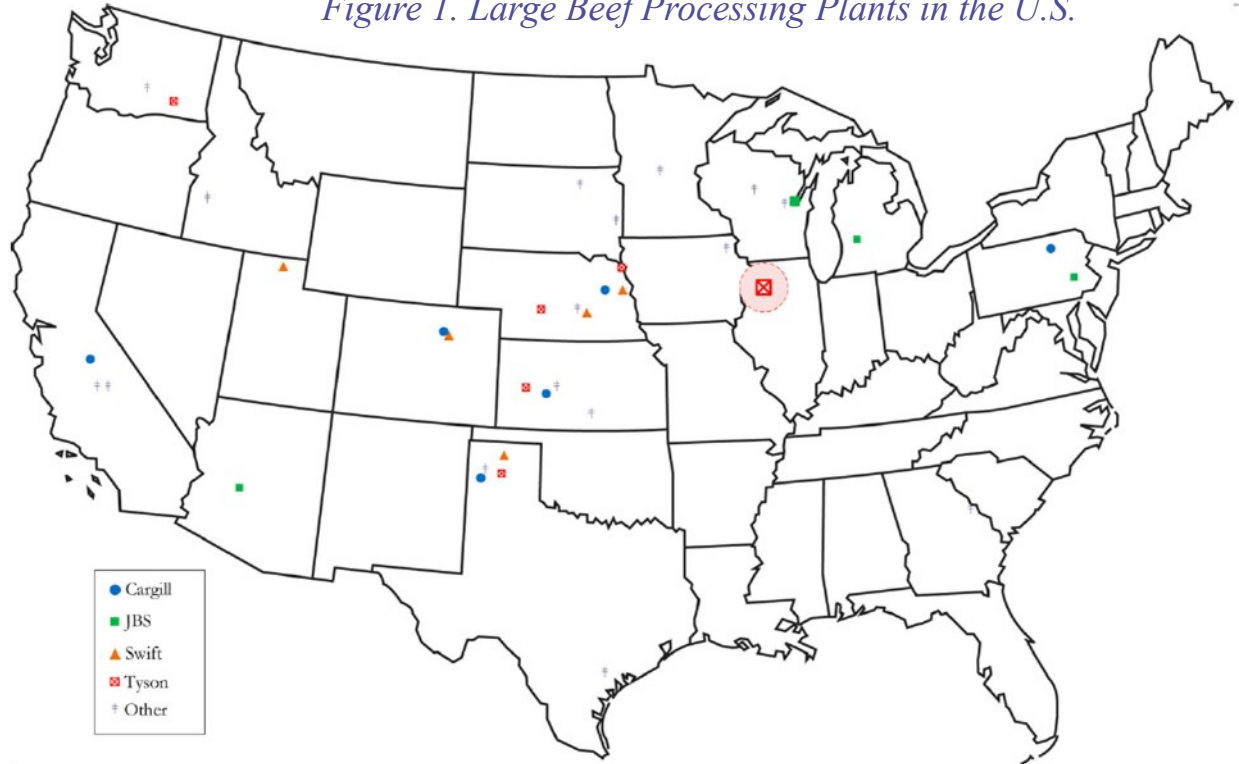 Figure 1. Large Beef Processing Plants in the U.S.
Cargill
JBS
Swift
Tyson
Other